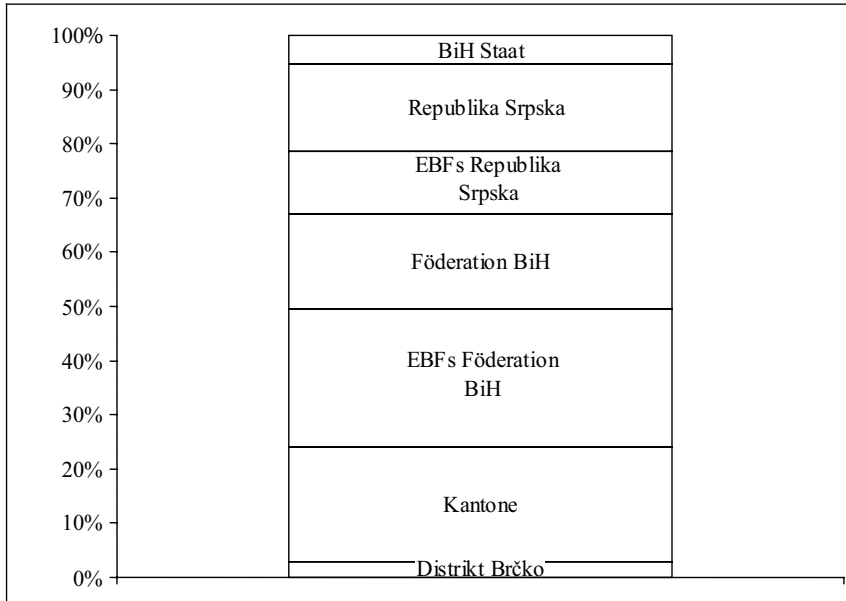 100%
90%
80%
70%
60%
50%
40%
30%
20%
10%
0%
BiH Staat
Republika Srpska
EBFs Republika
Srpska
Föderation BiH
EBFs Föderation
BiH
Kantone
Distrikt Brčko